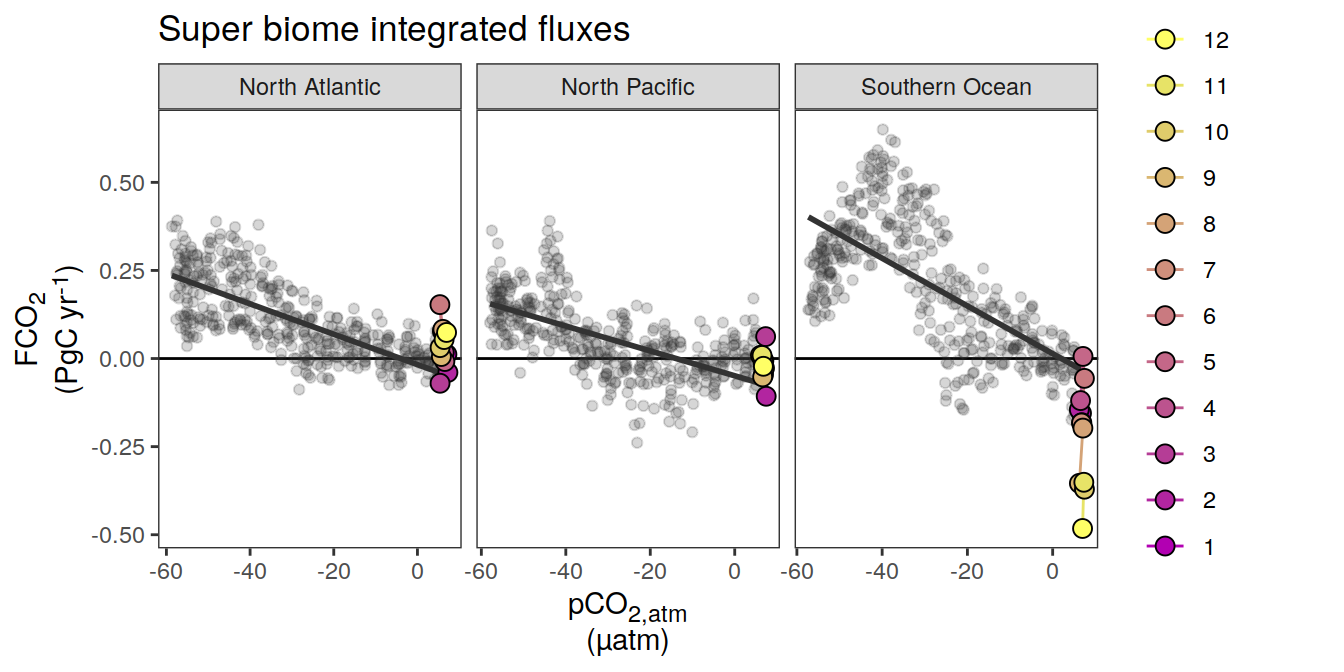 Super biome integrated fluxes
North Atlantic
North Pacific
Southern Ocean
FCO2
(PgC yr-1)
0.50
0.25
0.00
-0.25
-0.50
-60 -40 -20 0
-60 -40 -20 0
-60 -40 -20 0
pCO2,atm
(µatm)
12
11
10
9
8
7
6
5
4
3
2
1